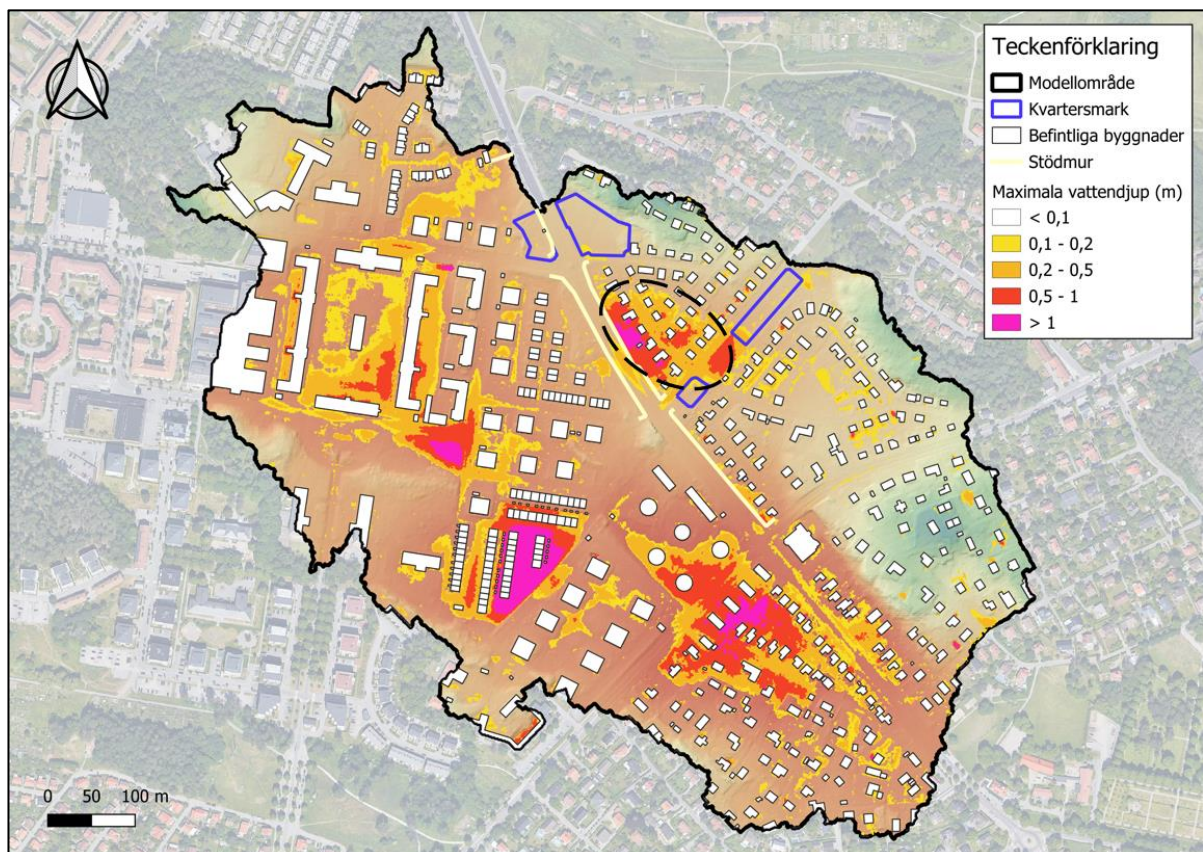 Teckenförklaring
Modellområde
Kvartersmark
Befintliga byggnader
Stödmur
Maximala vattendjup (m)
< 0,1
0,1 - 0,2
0,2 - 0,5
0,5 - 1
> 1
0 50 100 m